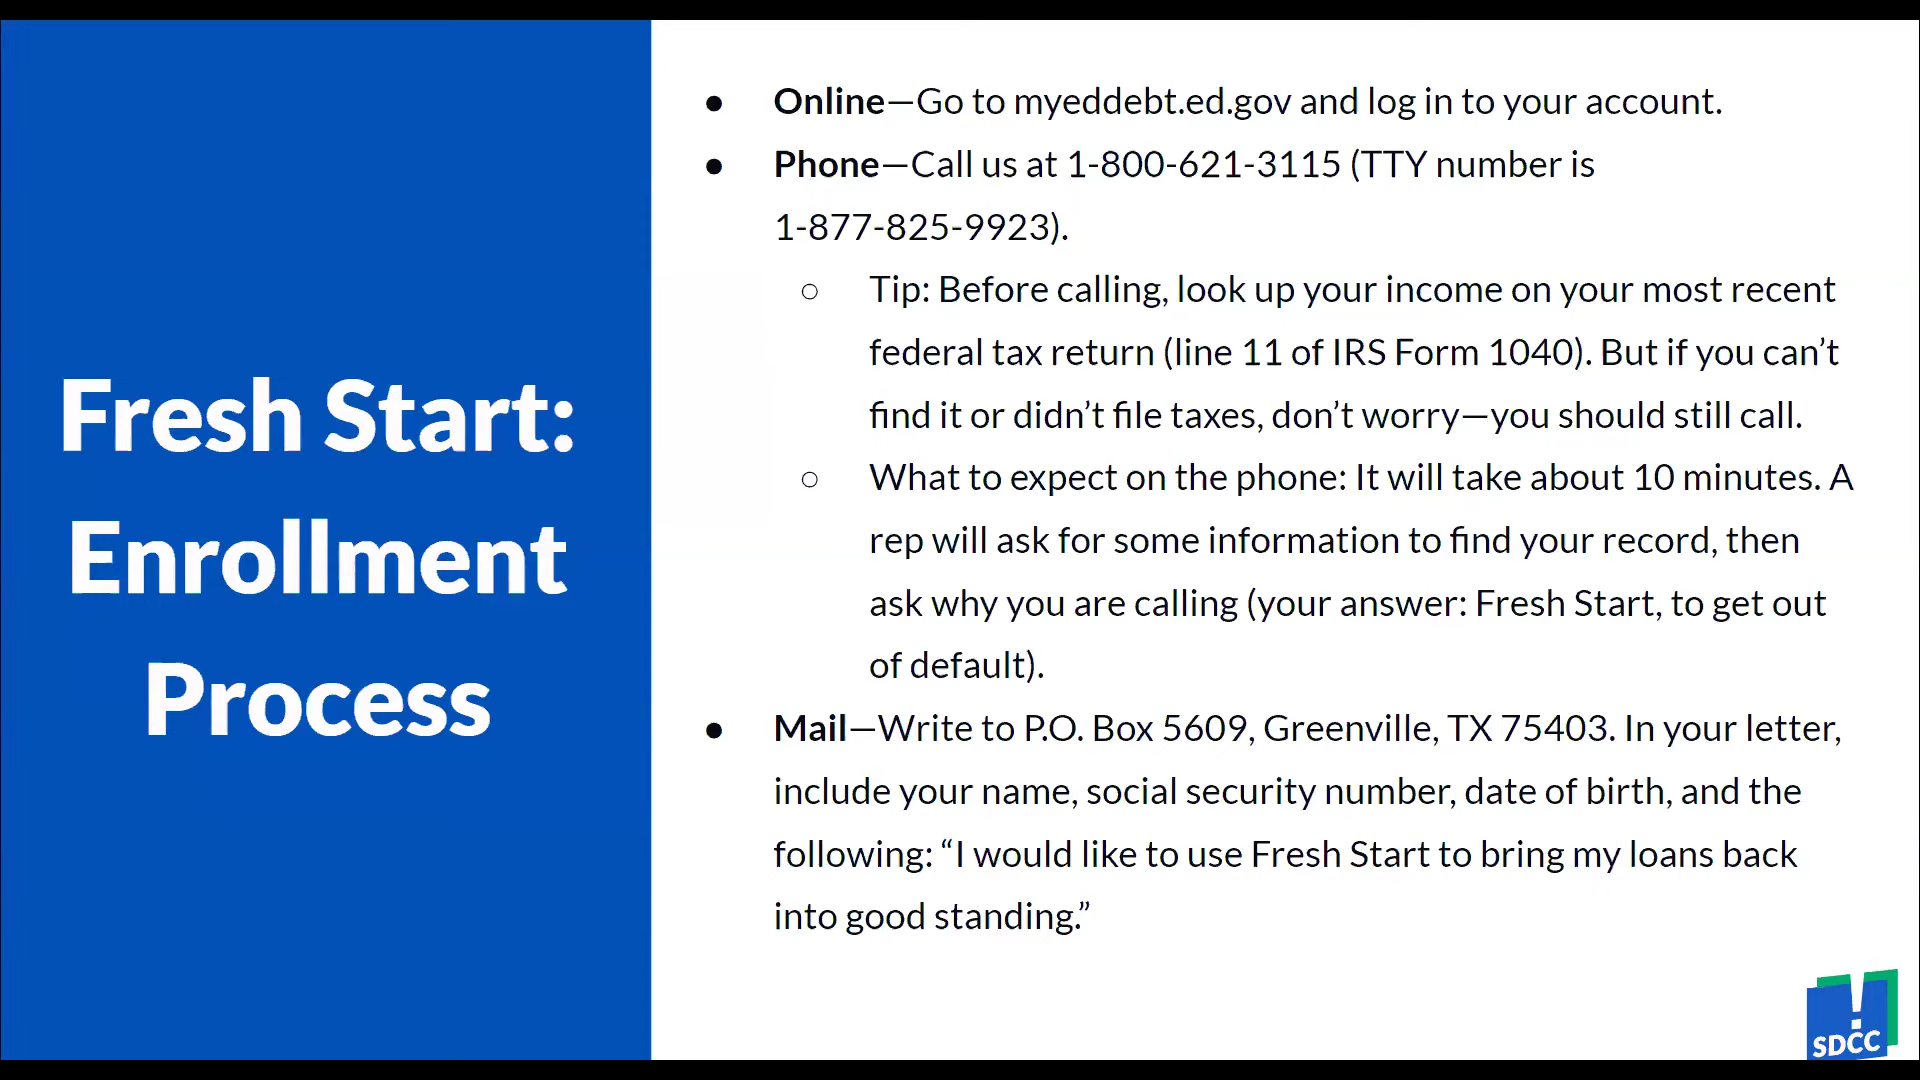 Fresh Start:
Enrollment
Process
● Online—Go to myeddebt.ed.gov and log in to your account.
● Phone—Call us at 1-800-621-3115 (TTY number is
1-877-825-9923).
○ Tip: Before calling, look up your income on your most recent
federal tax return (line 11 of IRS Form 1040). But if you can’t
find it or didn’t file taxes, don’t worry—you should still call.
○ What to expect on the phone: It will take about 10 minutes. A
rep will ask for some information to find your record, then
ask why you are calling (your answer: Fresh Start, to get out
of default).
● Mail—Write to P.O. Box 5609, Greenville, TX 75403. In your letter,
include your name, social security number, date of birth, and the
following: “I would like to use Fresh Start to bring my loans back
into good standing.”
!
SDCC